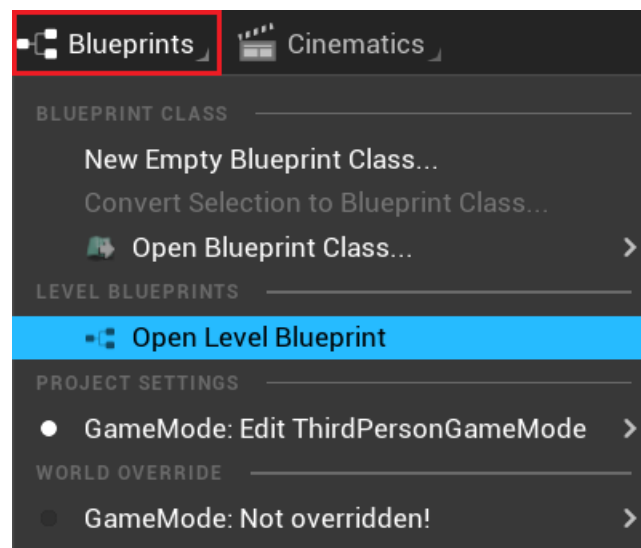 Blueprints Cinematics
BLUEPRINT CLASS
New Empty Blueprint Class...
Convert Selection to Blueprint Class...
Open Blueprint Class...
LEVEL BLUEPRINTS
Open Level Blueprint
PROJECT SETTINGS
GameMode: Edit ThirdPersonGameMode
WORLD OVERRIDE
GameMode: Not overridden!